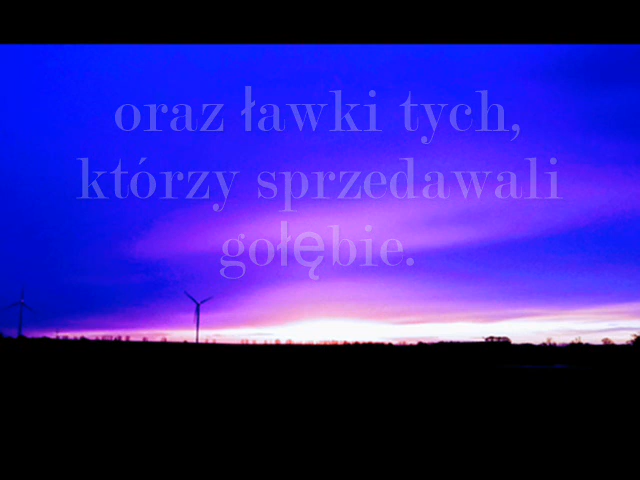 oraz ławki tych,
którzy sprzedawali
gołębie.